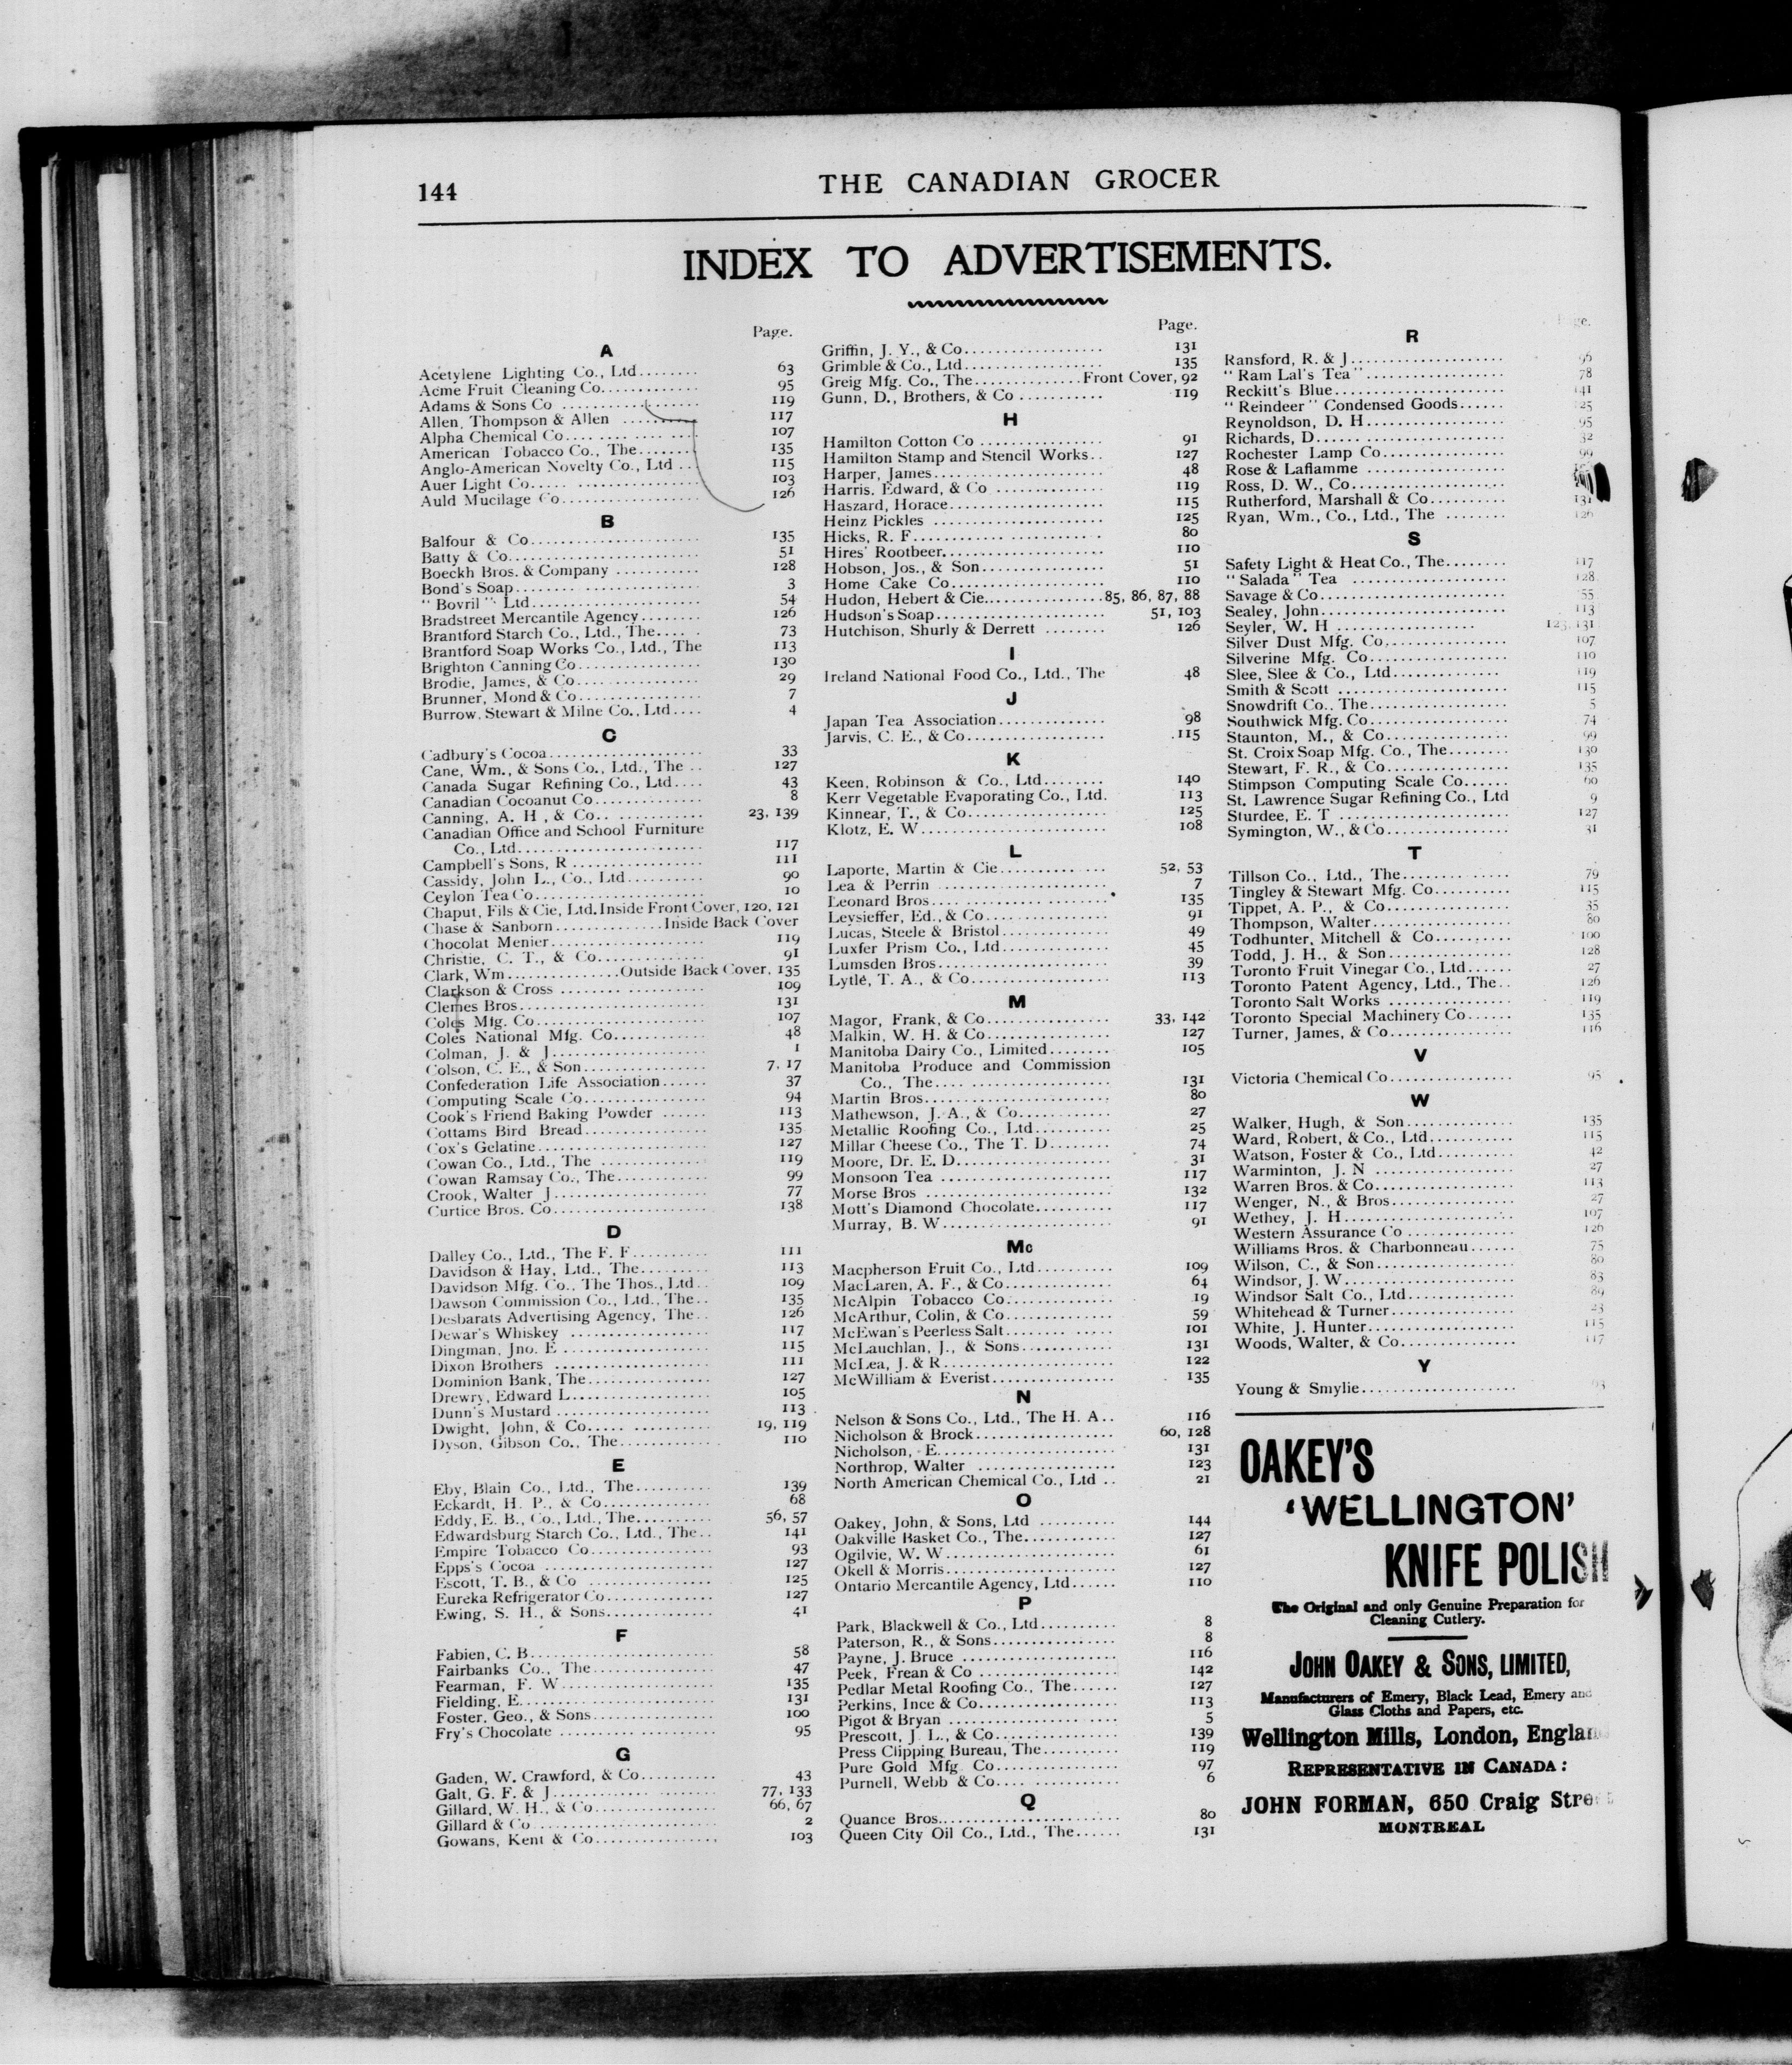 144
THE CANADIAN GROCER
INDEX TO ADVERTISEMENTS.
Page.
A
Acetylene Lighting Co., Ltd........ 63
Acme Fruit Cleaning Co............. 95
Adams & Sons Co .................. 119
Allen, Thompson & Allen .......... 117
Alpha Chemical Co................. 107
American Tobacco Co., The........ 135
Anglo-American Novelty Co., Ltd ... 115
Auer Light Co..................... 103
Auld Mucilage Co.................. 126
B
Balfour & Co...................... 135
Batty & Co........................ 51
Boeckh Bros. & Company ........... 128
Bond's Soap....................... 3
" Bovril " Ltd.................... 54
Bradstreet Mercantile Agency........ 126
Brantford Starch Co., Ltd., The.... . 73
Brantford Soap Works Co., Ltd., The 113
Brighton Canning Co............... 130
Brodie, James, & Co............... 29
Brunner, Mond & Co................ 7
Burrow, Stewart & Milne Co., Ltd.... 4
C
Cadbury's Cocoa................... 33
Cane, Wm., & Sons Co., Ltd., The .. 127
Canada Sugar Refining Co., Ltd.... 43
Canadian Cocoanut Co.............. 8
Canning, A. H , & Co.. ........... 23, 139
Canadian Office and School Furniture
Co., Ltd....................... 117
Campbell's Sons, R ............... 111
Cassidy, John L., Co., Ltd.......... 90
Ceylon Tea Co..................... 10
Chaput, Fils & Cie, Ltd.Inside Front Cover, 120, 121
Chase & Sanborn.............Inside Back Cover
Chocolat Menier................... 119
Christie, C. T., & Co.............. 91
Clark, Wm..............Outside Back Cover, 135
Clarkson & Cross ................. 109
Clemes Bros....................... 131
Coles Mfg. Co..................... 107
Coles National Mfg. Co............ 48
Colman, J. & J.................... 1
Colson, C. E., & Son.............. 7, 17
Confederation Life Association...... 37
Computing Scale Co................ 94
Cook's Friend Baking Powder ...... 113
Cottams Bird Bread................ 135
Cox's Gelatine.................... 127
Cowan Co., Ltd., The ............. 119
Cowan Ramsay Co., The............ 99
Crook, Walter J................... 77
Curtice Bros. Co.................. 138
D
Dalley Co., Ltd., The F. F.......... 111
Davidson & Hay, Ltd., The......... 113
Davidson Mfg. Co., The Thos., Ltd.. 109
Dawson Commission Co., Ltd., The.. 135
Desbarats Advertising Agency, The.. 126
Dewar's Whiskey .................. 117
Dingman, Jno. E .................. 115
Dixon Brothers ................... 111
Dominion Bank, The............... 127
Drewry, Edward L.................. 105
Dunn's Mustard ................... 113
Dwight, John, & Co..... .......... 19, 119
Dyson, Gibson Co., The............ 110
E
Eby, Blain Co., Ltd., The.......... 139
Eckardt, H. P., & Co.............. 68
Eddy, E. B., Co., Ltd., The.......... 56, 57
Edwardsburg Starch Co., Ltd., The.. 141
Empire Tobacco Co................ 93
Epps's Cocoa ..................... 127
Escott, T. B., & Co ............... 125
Eureka Refrigerator Co............. 127
Ewing, S. H., & Sons.............. 41
F
Fabien, C. B...................... 58
Fairbanks Co., The................ 47
Fearman, F. W.................... 135
Fielding, E....................... 131
Foster, Geo., & Sons.............. 100
Fry's Chocolate .................. 95
G
Gaden, W. Crawford, & Co.......... 43
Galt, G. F. & J................... 77, 133
Gillard, W. H., & Co............... 66, 67
Gillard & Co...................... 2
Gowans, Kent & Co................ 103
Page.
Griffin, J. Y., & Co.................. 131
Grimble & Co., Ltd.................. 135
Greig Mfg. Co., The.............Front Cover, 92
Gunn, D., Brothers, & Co ........... 119
H
Hamilton Cotton Co ................ 91
Hamilton Stamp and Stencil Works.. 127
Harper, James..................... 48
Harris, Edward, & Co .............. 119
Haszard, Horace.................... 115
Heinz Pickles ..................... 125
Hicks, R. F........................ 80
Hires' Rootbeer.................... 110
Hobson, Jos., & Son................ 51
Home Cake Co..................... 110
Hudon, Hebert & Cie...............85, 86, 87, 88
Hudson's Soap..................... 51, 103
Hutchison, Shurly & Derrett ........ 126
I
Ireland National Food Co., Ltd., The 48
J
Japan Tea Association.............. 98
Jarvis, C. E., & Co................. 115
K
Keen, Robinson & Co., Ltd........ 140
Kerr Vegetable Evaporating Co., Ltd. 113
Kinnear, T., & Co.................. 125
Klotz, E. W........................ 108
L
Laporte, Martin & Cie.............. 52, 53
Lea & Perrin ...................... 7
Leonard Bros...................... 135
Leysieffer, Ed., & Co............... 91
Lucas, Steele & Bristol.............. 49
Luxfer Prism Co., Ltd.............. 45
Lumsden Bros...................... 39
Lytle, T. A., & Co.................. 113
M
Magor, Frank, & Co................ 33, 142
Malkin, W. H. & Co................ 127
Manitoba Dairy Co., Limited........ 105
Manitoba Produce and Commission
Co., The....................... 131
Martin Bros........................ 80
Mathewson, J. A., & Co............ 27
Metallic Roofing Co., Ltd.......... 25
Millar Cheese Co., The T. D........ 74
Moore, Dr. E. D.................... 31
Monsoon Tea ...................... 117
Morse Bros ........................ 132
Mott's Diamond Chocolate.......... 117
Murray, B. W...................... 91
Mc
Macpherson Fruit Co., Ltd.......... 109
MacLaren, A. F., & Co.............. 64
McAlpin Tobacco Co............... 19
McArthur, Colin, & Co.............. 59
McEwan's Peerless Salt............. 101
McLauchlan, J., & Sons............ 131
McLea, J. & R...................... 122
McWilliam & Everist................ 135
N
Nelson & Sons Co., Ltd., The H. A.. 116
Nicholson & Brock.................. 60, 128
Nicholson, E....................... 131
Northrop, Walter .................. 123
North American Chemical Co., Ltd .. 21
O
Oakey, John, & Sons, Ltd .......... 144
Oakville Basket Co., The............ 127
Ogilvie, W. W...................... 61
Okell & Morris..................... 127
Ontario Mercantile Agency, Ltd...... 110
P
Park, Blackwell & Co., Ltd.......... 8
Paterson, R., & Sons................ 8
Payne, J. Bruce .................... 116
Peek, Frean & Co .................. 142
Pedlar Metal Roofing Co., The...... 127
Perkins, Ince & Co.................. 113
Pigot & Bryan ..................... 5
Prescott, J. L., & Co................ 139
Press Clipping Bureau, The.......... 119
Pure Gold Mfg. Co.................. 97
Purnell, Webb & Co................. 6
Q
Quance Bros....................... 80
Queen City Oil Co., Ltd., The...... 131
R
Ransford, R. & J.................... 96
" Ram Lal's Tea".................. 78
Reckitt's Blue...................... 141
" Reindeer " Condensed Goods...... 125
Reynoldson, D. H.................. 95
Richards, D........................ 32
Rochester Lamp Co................ 99
Rose & Laflamme ..................
Ross, D. W., Co....................
Rutherford, Marshall & Co.......... 131
Ryan, Wm., Co., Ltd., The ........ 126
S
Safety Light & Heat Co., The........ 117
" Salada " Tea .................... 128
Savage & Co........................ 55
Sealey, John........................ 113
Seyler, W. H .................. 123, 131
Silver Dust Mfg. Co................ 107
Silverine Mfg. Co.................. 110
Slee, Slee & Co., Ltd.............. 119
Smith & Scott ...................... 115
Snowdrift Co., The.................. 5
Southwick Mfg. Co.................. 74
Staunton, M., & Co................ 99
St. Croix Soap Mfg. Co., The........ 130
Stewart, F. R., & Co................ 135
Stimpson Computing Scale Co...... 60
St. Lawrence Sugar Refining Co., Ltd 9
Sturdee, E. T ...................... 127
Symington, W., & Co................ 31
T
Tillson Co., Ltd., The.............. 79
Tingley & Stewart Mfg. Co.......... 115
Tippet, A. P., & Co................ 35
Thompson, Walter.................. 80
Todhunter, Mitchell & Co.......... 100
Todd, J. H., & Son................ 128
Toronto Fruit Vinegar Co., Ltd...... 27
Toronto Patent Agency, Ltd., The.. 126
Toronto Salt Works ................ 119
Toronto Special Machinery Co...... 135
Turner, James, & Co................ 116
V
Victoria Chemical Co................ 95
W
Walker, Hugh, & Son.............. 135
Ward, Robert, & Co., Ltd.......... 115
Watson, Foster & Co., Ltd.......... 42
Warminton, J. N .................. 27
Warren Bros. & Co.................. 113
Wenger, N., & Bros................ 27
Wethey, J. H...................... 107
Western Assurance Co ............ 126
Williams Bros. & Charbonneau...... 75
Wilson, C., & Son.................. 80
Windsor, J. W...................... 83
Windsor Salt Co., Ltd.............. 89
Whitehead & Turner................ 23
White, J. Hunter.................... 115
Woods, Walter, & Co................ 117
Y
Young & Smylie.................... 93
OAKEY'S
'WELLINGTON'
KNIFE POLISH
The Original and only Genuine Preparation for
Cleaning Cutlery.
JOHN OAKEY & SONS, LIMITED,
Manufacturers of Emery, Black Lead, Emery and
Glass Cloths and Papers, etc.
Wellington Mills, London, England
REPRESENTATIVE IN CANADA :
JOHN FORMAN, 650 Craig Street
MONTREAL